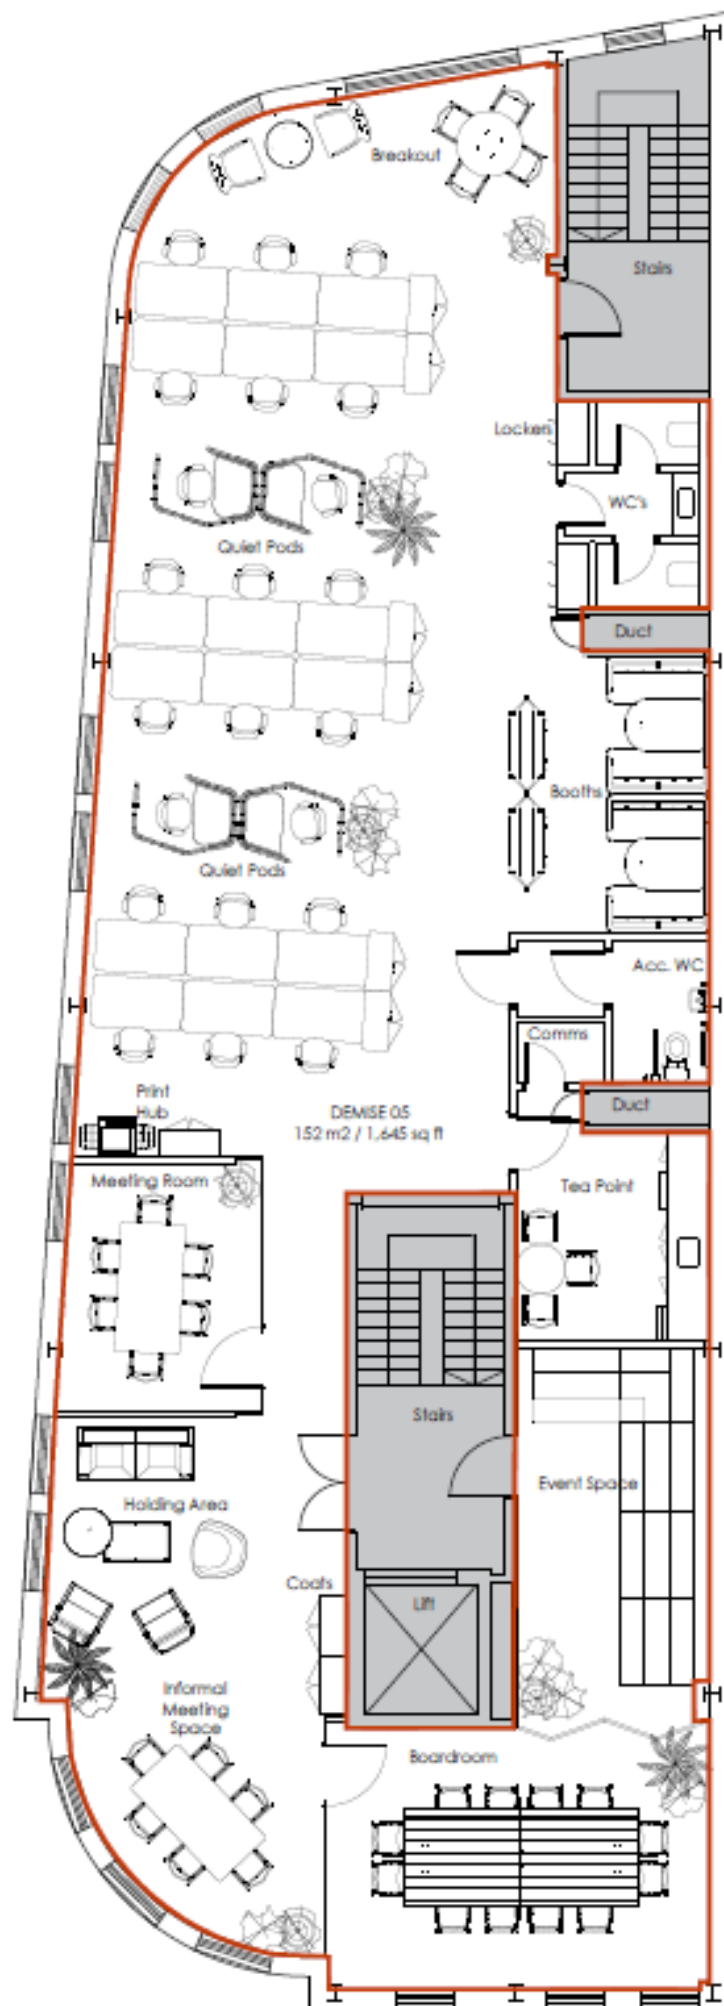 Breakout
Stairs
Lockers
WC's
Quiet Pods
Duct
Booths
Quiet Pods
Acc. WC
Comms
Print
Hub
Duct
DEMISE 05
152 m2 / 1,645 sq ft
Meeting Room
Tea Point
Stairs
Event Space
Holding Area
Coats
Lift
Informal
Meeting
Space
Boardroom